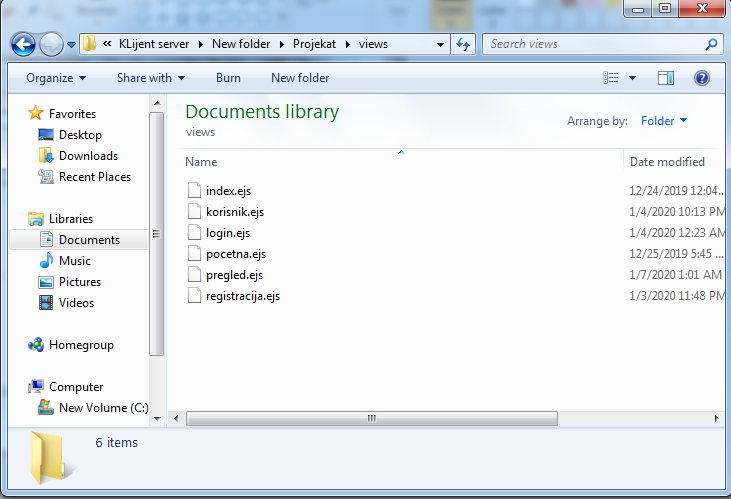 « KLijent server ▸ New folder ▸ Projekat ▸ views
Search views
Organize Share with Burn New folder
Favorites
Desktop
Downloads
Recent Places
Libraries
Documents
Music
Pictures
Videos
Homegroup
Computer
New Volume (C:)
Documents library
views
Arrange by: Folder
Name Date modified
index.ejs 12/24/2019 12:04...
korisnik.ejs 1/4/2020 10:13 PM
login.ejs 1/4/2020 12:23 AM
pocetna.ejs 12/25/2019 5:45 ...
pregled.ejs 1/7/2020 1:01 AM
registracija.ejs 1/3/2020 11:48 PM
6 items